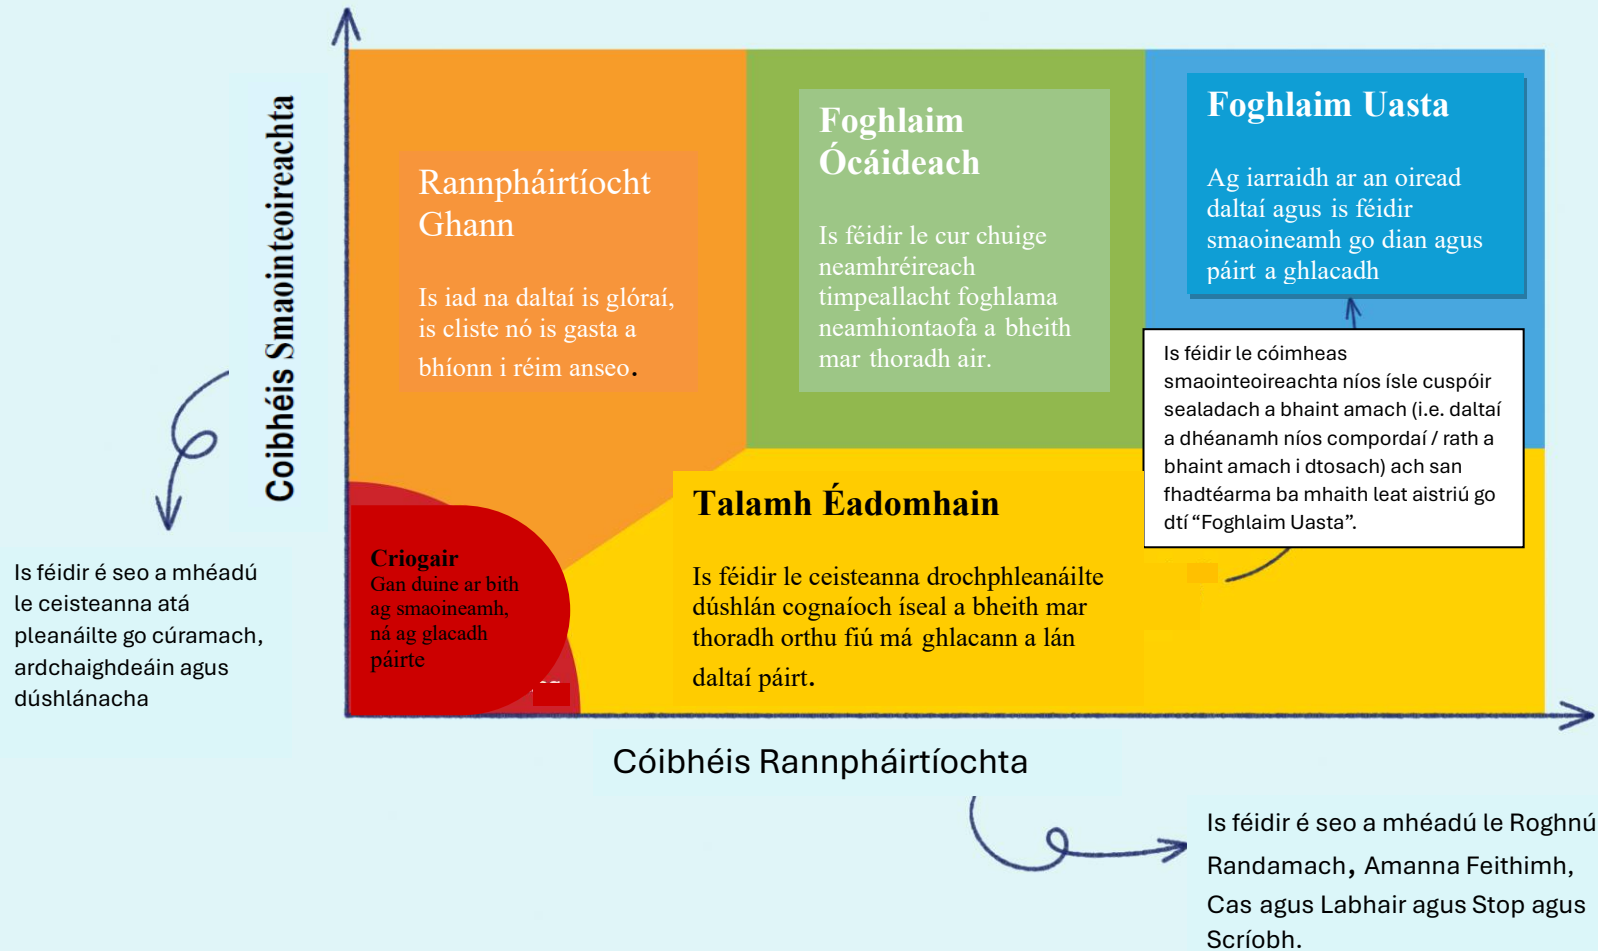 Coibhéis Smaointeoireachta
Is féidir é seo a mhéadú
le ceisteanna atá
pleanáilte go cúramach,
ardchaighdeáin agus
dúshlánacha
Rannpháirtíocht
Ghann
Is iad na daltaí is glóraí,
is cliste nó is gasta a
bhíonn i réim anseo.
Foghlaim
Ócáideach
Is féidir le cur chuige
neamhréireach
timpeallacht foghlama
neamhiontaofa a bheith
mar thoradh air.
Foghlaim Uasta
Ag iarraidh ar an oiread
daltaí agus is féidir
smaoineamh go dian agus
páirt a ghlacadh
Is féidir le cóimheas
smaointeoireachta níos ísle cuspóir
sealadach a bhaint amach (i.e. daltaí
a dhéanamh níos compordaí / rath a
bhaint amach i dtosach) ach san
fhadtéarma ba mhaith leat aistriú go
dtí “Foghlaim Uasta”.
Criogair
Gan duine ar bith
ag smaoineamh,
ná ag glacadh
páirte
Talamh Éadomhain
Is féidir le ceisteanna drochphleanáilte
dúshlán cognaíoch íseal a bheith mar
thoradh orthu fiú má ghlacann a lán
daltaí páirt.
Cóibhéis Rannpháirtíochta
Is féidir é seo a mhéadú le Roghnú
Randamach, Amanna Feithimh,
Cas agus Labhair agus Stop agus
Scríobh.